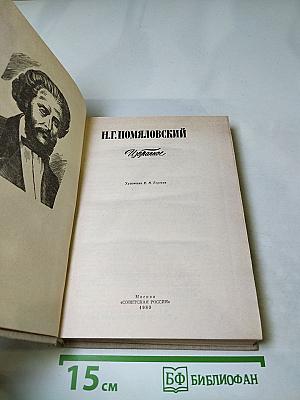 Н.Г.ПОМЯЛОВСКИЙ
Избранное
Москва
«СОВЕТСКАЯ РОССИЯ»
15 см
БФ БИБЛИОФАН